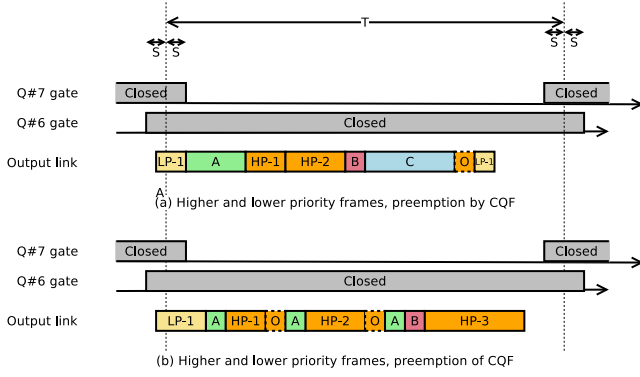 T
S S S S
Q#7 gate Closed Closed
Q#6 gate Closed
Output link LP-1 A HP-1 HP-2 B C O LP-1
A
(a) Higher and lower priority frames, preemption by CQF
Q#7 gate Closed Closed
Q#6 gate Closed
Output link LP-1 A HP-1 O A HP-2 O A B HP-3
(b) Higher and lower priority frames, preemption of CQF